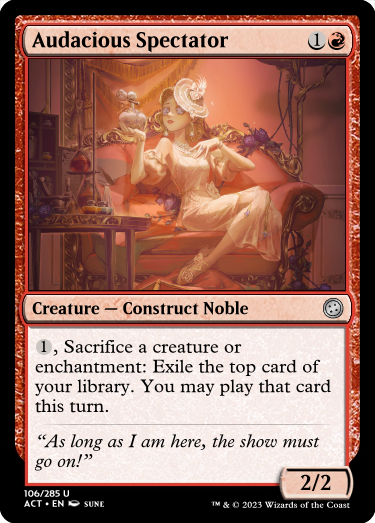 Audacious Spectator 1
Creature — Construct Noble
1, Sacrifice a creature or
enchantment: Exile the top card of
your library. You may play that card
this turn.
“As long as I am here, the show must
go on!”
2/2
106/285 U
ACT • EN SUNE
™ & © 2023 Wizards of the Coast